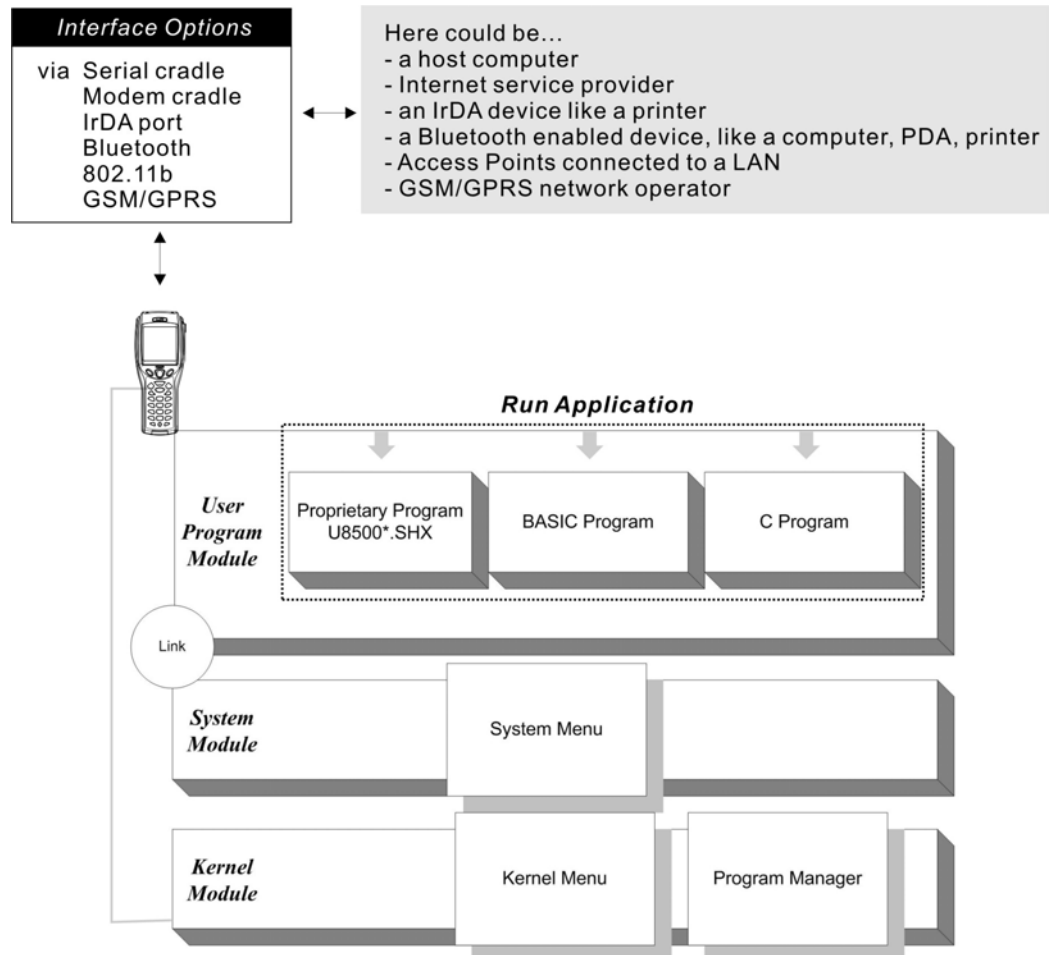 Interface Options
via Serial cradle
Modem cradle
IrDA port
Bluetooth
802.11b
GSM/GPRS
Here could be...
- a host computer
- Internet service provider
- an IrDA device like a printer
- a Bluetooth enabled device, like a computer, PDA, printer
- Access Points connected to a LAN
- GSM/GPRS network operator
Run Application
User
Program
Module
Proprietary Program
U8500*.SHX
BASIC Program
C Program
Link
System
Module
System Menu
Kernel
Module
Kernel Menu
Program Manager